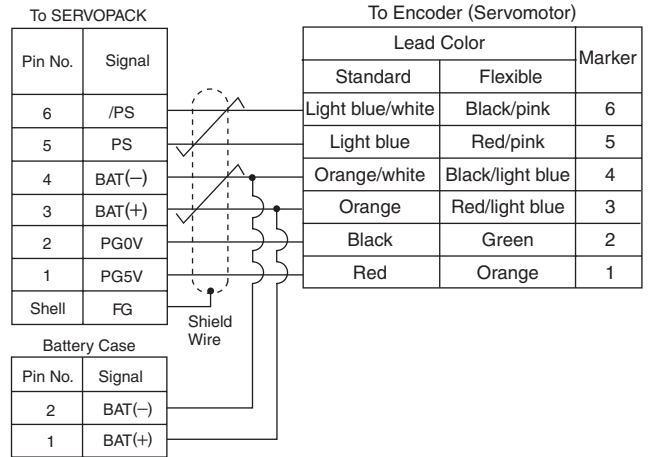 To SERVOPACK
Pin No. Signal
6 /PS
5 PS
4 BAT(−)
3 BAT(+)
2 PG0V
1 PG5V
Shell FG
Shield
Wire
To Encoder (Servomotor)
Lead Color Marker
Standard Flexible
Light blue/white Black/pink 6
Light blue Red/pink 5
Orange/white Black/light blue 4
Orange Red/light blue 3
Black Green 2
Red Orange 1
Battery Case
Pin No. Signal
2 BAT(−)
1 BAT(+)